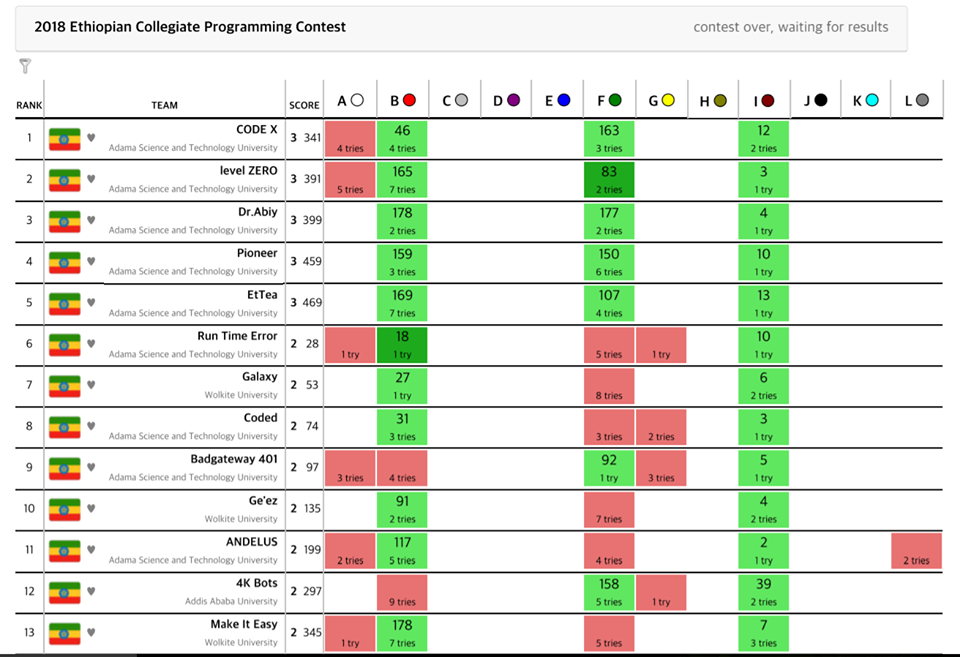 2018 Ethiopian Collegiate Programming Contest contest over, waiting for results
RANK TEAM SCORE A B C D E F G H I J K L
1 CODE X 3 341 46 163 12
Adama Science and Technology University 4 tries 4 tries 3 tries 2 tries
2 level ZERO 3 391 165 83 3
Adama Science and Technology University 5 tries 7 tries 2 tries 1 try
3 Dr.Abiy 3 399 178 177 4
Adama Science and Technology University 2 tries 2 tries 1 try
4 Pioneer 3 459 159 150 10
Adama Science and Technology University 3 tries 6 tries 1 try
5 EtTea 3 469 169 107 13
Adama Science and Technology University 7 tries 4 tries 1 try
6 Run Time Error 2 28 18 10
Adama Science and Technology University 1 try 1 try 5 tries 1 try 1 try
7 Galaxy 2 53 27 6
Wolkite University 1 try 8 tries 2 tries
8 Coded 2 74 31 3
Adama Science and Technology University 3 tries 3 tries 2 tries 1 try
9 Badgateway 401 2 97 92 5
Adama Science and Technology University 3 tries 4 tries 1 try 3 tries 1 try
10 Ge'ez 2 135 91 4
Wolkite University 2 tries 7 tries 2 tries
11 ANDELUS 2 199 117 2
Adama Science and Technology University 2 tries 5 tries 4 tries 1 try 2 tries
12 4K Bots 2 297 158 39
Addis Ababa University 9 tries 5 tries 1 try 2 tries
13 Make It Easy 2 345 178 7
Wolkite University 1 try 7 tries 5 tries 3 tries